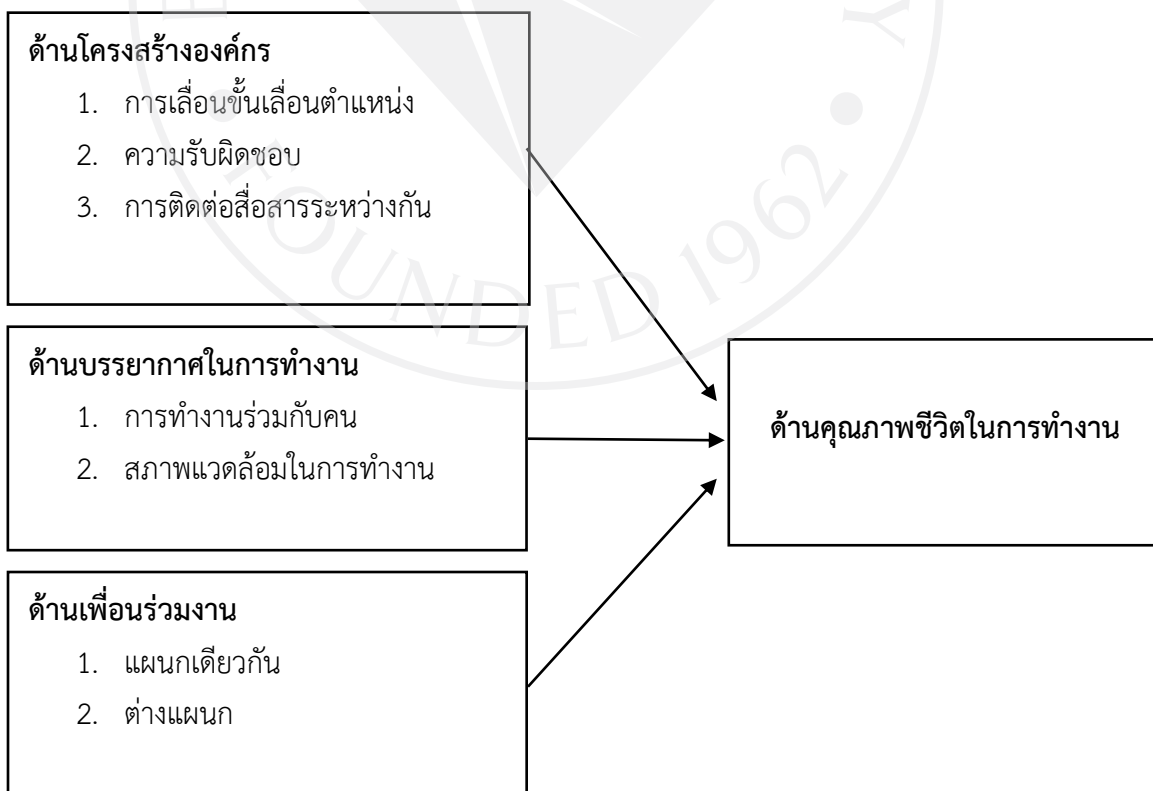 ด้านโครงสร้างองค์กร
1. การเลื่อนขั้นเลื่อนตำแหน่ง
2. ความรับผิดชอบ
3. การติดต่อสื่อสารระหว่างกัน
ด้านบรรยากาศในการทำงาน
1. การทำงานร่วมกับคน
2. สภาพแวดล้อมในการทำงาน
ด้านเพื่อนร่วมงาน
1. แผนกเดียวกัน
2. ต่างแผนก
ด้านคุณภาพชีวิตในการทำงาน
FOUNDED 1962